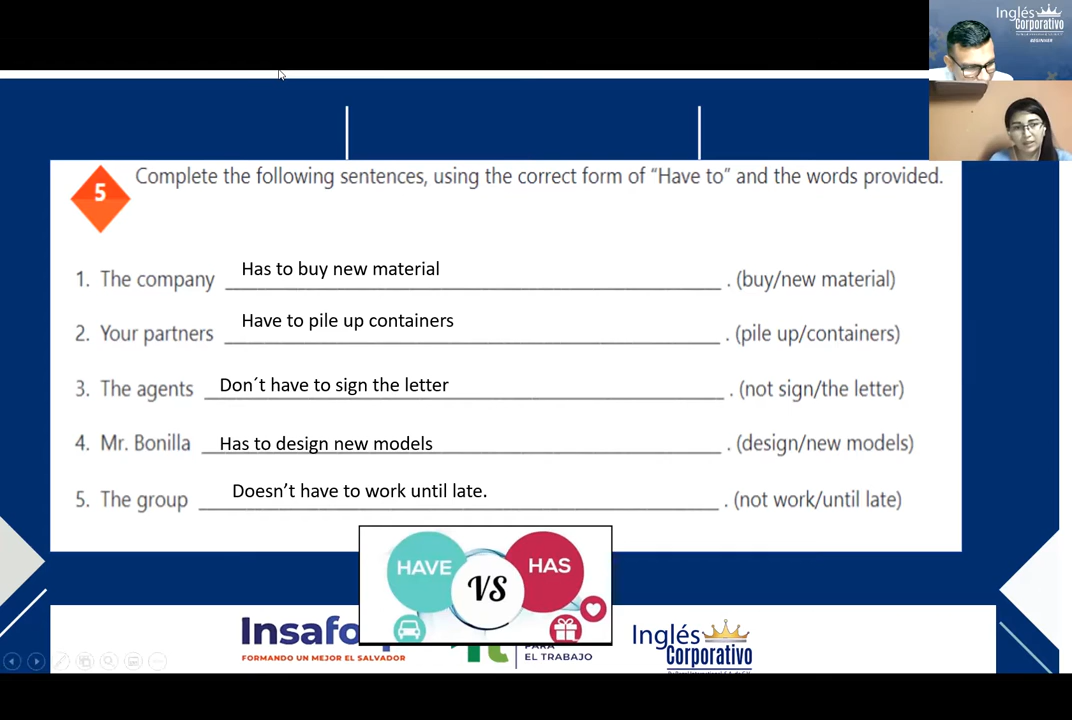 Inglés
Corporativo
BEGINNER
5
Complete the following sentences, using the correct form of “Have to” and the words provided.
1. The company Has to buy new material . (buy/new material)
2. Your partners Have to pile up containers . (pile up/containers)
3. The agents Don´t have to sign the letter . (not sign/the letter)
4. Mr. Bonilla Has to design new models . (design/new models)
5. The group Doesn’t have to work until late. . (not work/until late)
HAVE VS HAS
Insafo
FORMANDO UN MEJOR EL SALVADOR
PARA
EL TRABAJO
Inglés
Corporativo